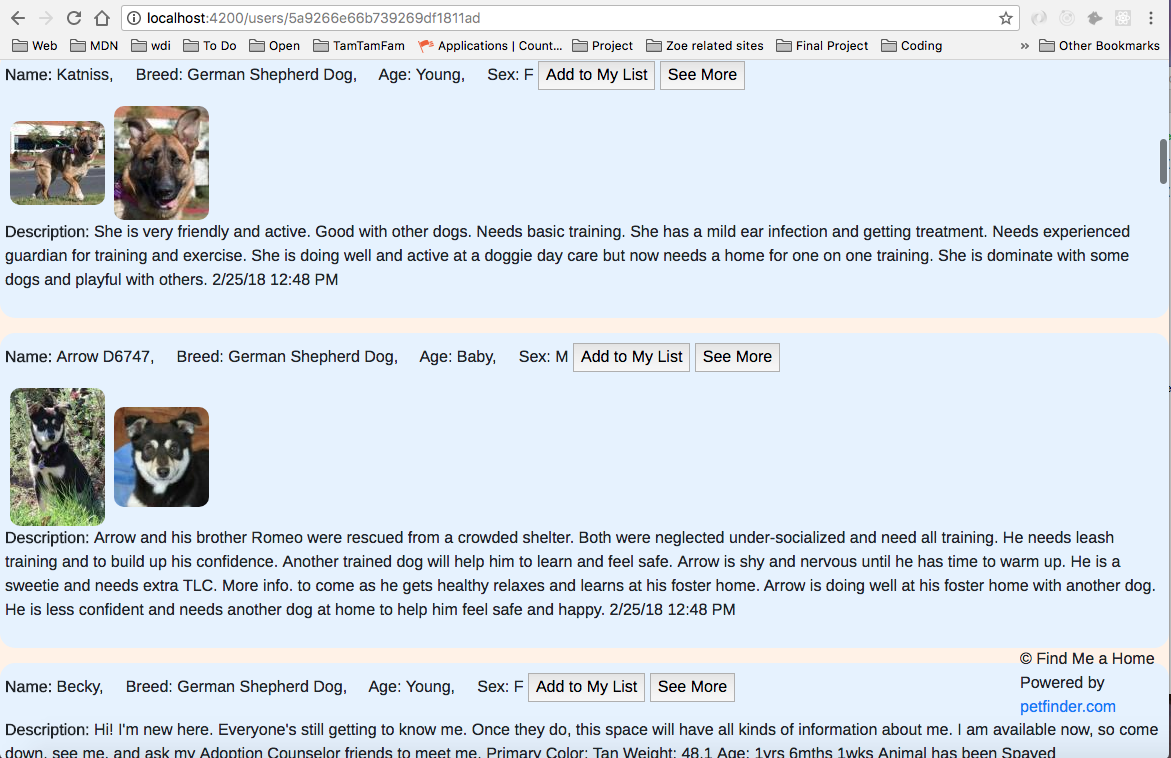 localhost:4200/users/5a9266e66b739269df1811ad
Web MDN wdi To Do Open TamTamFam Applications | Count... Project Zoe related sites Final Project Coding » Other Bookmarks
Name: Katniss, Breed: German Shepherd Dog, Age: Young, Sex: F Add to My List See More
Description: She is very friendly and active. Good with other dogs. Needs basic training. She has a mild ear infection and getting treatment. Needs experienced
guardian for training and exercise. She is doing well and active at a doggie day care but now needs a home for one on one training. She is dominate with some
dogs and playful with others. 2/25/18 12:48 PM
Name: Arrow D6747, Breed: German Shepherd Dog, Age: Baby, Sex: M Add to My List See More
Description: Arrow and his brother Romeo were rescued from a crowded shelter. Both were neglected under-socialized and need all training. He needs leash
training and to build up his confidence. Another trained dog will help him to learn and feel safe. Arrow is shy and nervous until he has time to warm up. He is a
sweetie and needs extra TLC. More info. to come as he gets healthy relaxes and learns at his foster home. Arrow is doing well at his foster home with another dog.
He is less confident and needs another dog at home to help him feel safe and happy. 2/25/18 12:48 PM
© Find Me a Home
Name: Becky, Breed: German Shepherd Dog, Age: Young, Sex: F Add to My List See More
Powered by
petfinder.com
Description: Hi! I'm new here. Everyone's still getting to know me. Once they do, this space will have all kinds of information about me. I am available now, so come
down, see me, and ask my Adoption Counselor friends to meet me. Primary Color: Tan Weight: 48.1 Age: 1yrs 6mths 1wks Animal has been Spayed